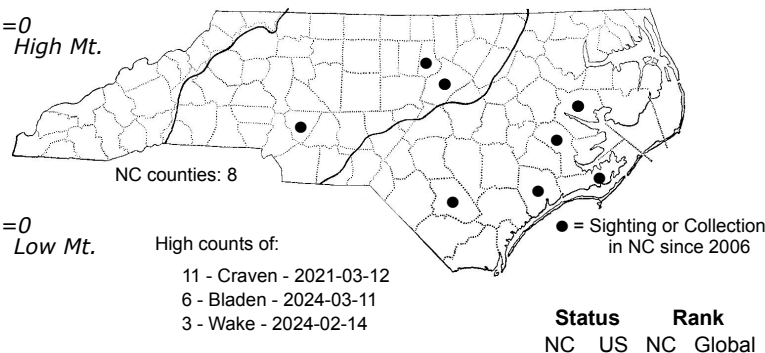 =0
High Mt.
NC counties: 8
=0
Low Mt.
High counts of:
11 - Craven - 2021-03-12
6 - Bladen - 2024-03-11
3 - Wake - 2024-02-14
● = Sighting or Collection
in NC since 2006
Status Rank
NC US NC Global